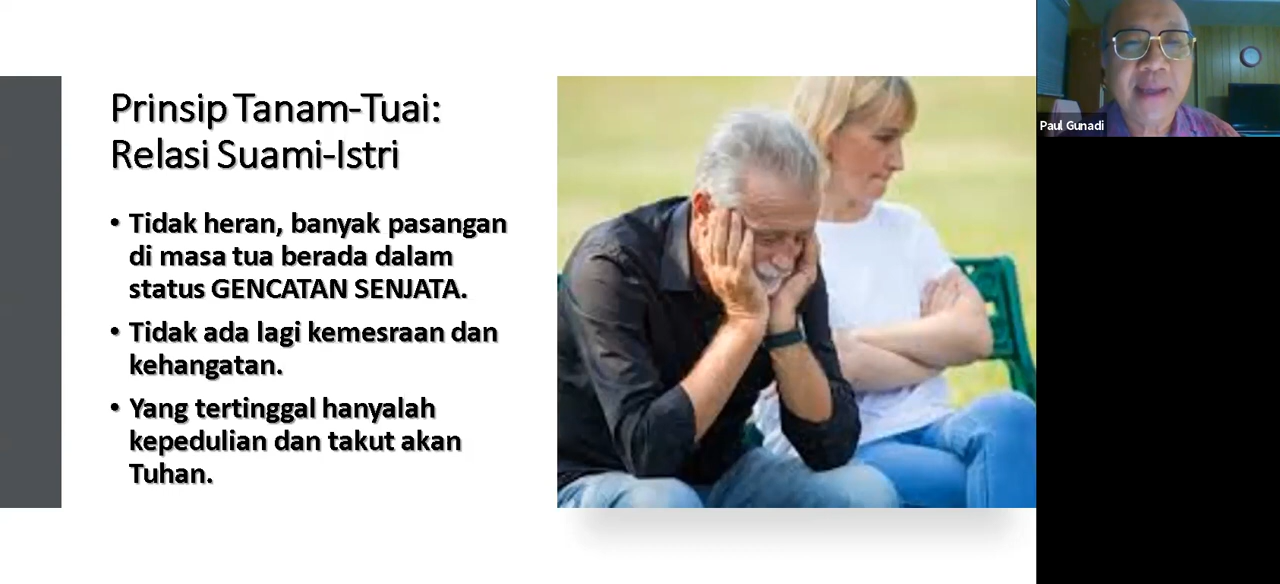 Prinsip Tanam-Tuai:
Relasi Suami-Istri
• Tidak heran, banyak pasangan
di masa tua berada dalam
status GENCATAN SENJATA.
• Tidak ada lagi kemesraan dan
kehangatan.
• Yang tertinggal hanyalah
kepedulian dan takut akan
Tuhan.
Paul Gunadi